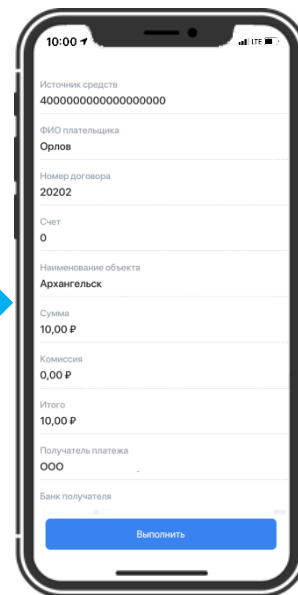 10:00
LTE
Источник средств
40000000000000000000
ФИО плательщика
Орлов
Номер договора
20202
Счет
0
Наименование объекта
Архангельск
Сумма
10,00 ₽
Комиссия
0,00 ₽
Итого
10,00 ₽
Получатель платежа
ООО
Банк получателя
Выполнить